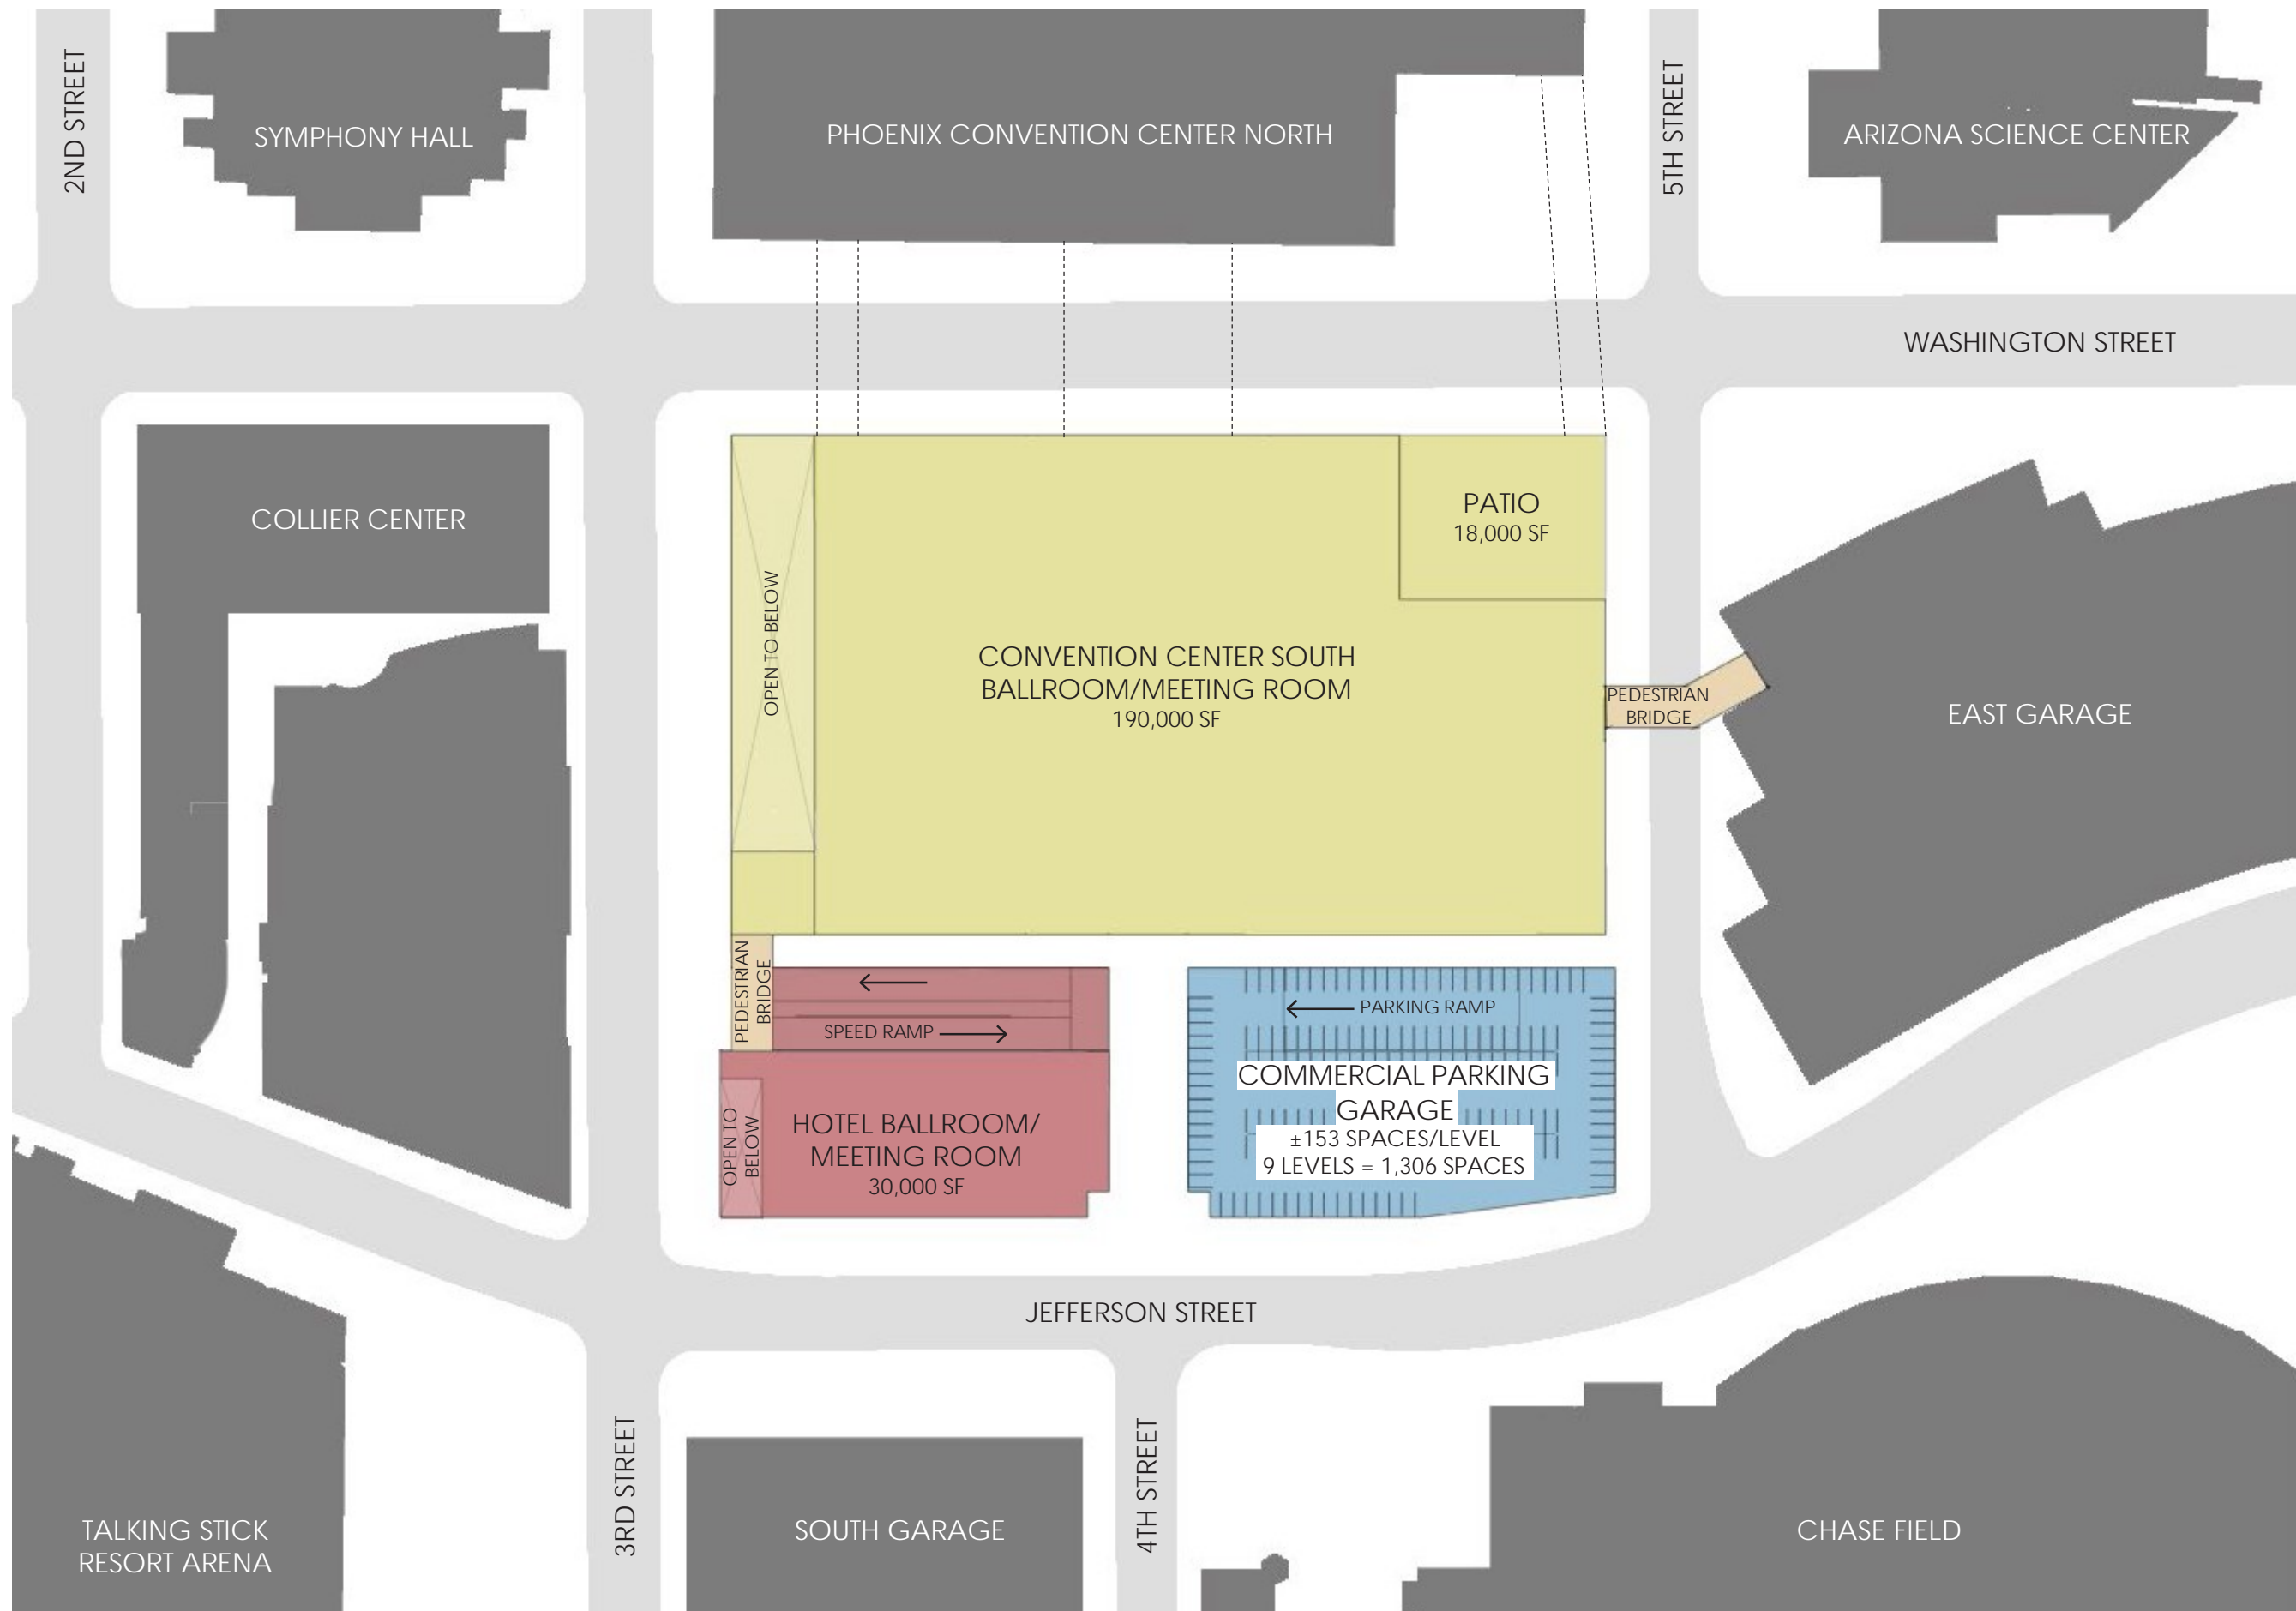 2ND STREET
SYMPHONY HALL
PHOENIX CONVENTION CENTER NORTH
5TH STREET
ARIZONA SCIENCE CENTER
WASHINGTON STREET
COLLIER CENTER
OPEN TO BELOW
PATIO
18,000 SF
CONVENTION CENTER SOUTH
BALLROOM/MEETING ROOM
190,000 SF
PEDESTRIAN
BRIDGE
EAST GARAGE
PEDESTRIAN
BRIDGE
SPEED RAMP
PARKING RAMP
OPEN TO
BELOW
HOTEL BALLROOM/
MEETING ROOM
30,000 SF
COMMERCIAL PARKING
GARAGE
±153 SPACES/LEVEL
9 LEVELS = 1,306 SPACES
JEFFERSON STREET
3RD STREET
4TH STREET
TALKING STICK
RESORT ARENA
SOUTH GARAGE
CHASE FIELD